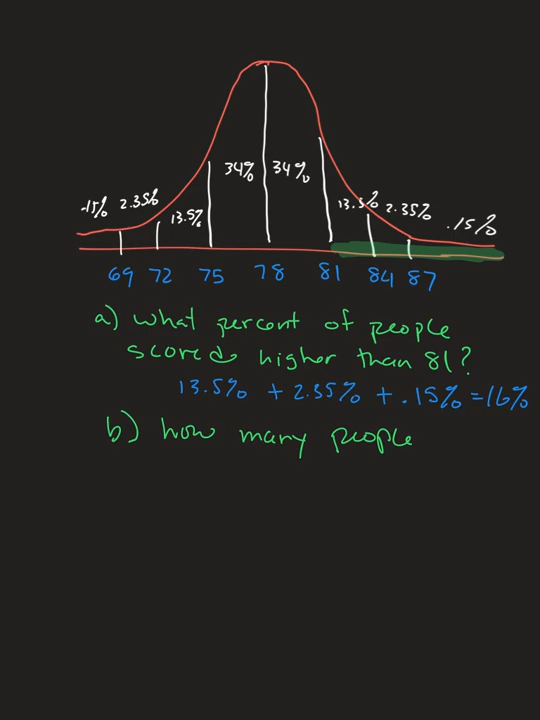 34% 34%
.15% 2.35% 13.5% 13.5% 2.35% .15%
69 72 75 78 81 84 87
a) what percent of people
scored higher than 81?
13.5% + 2.35% + .15% = 16%
b) how many people